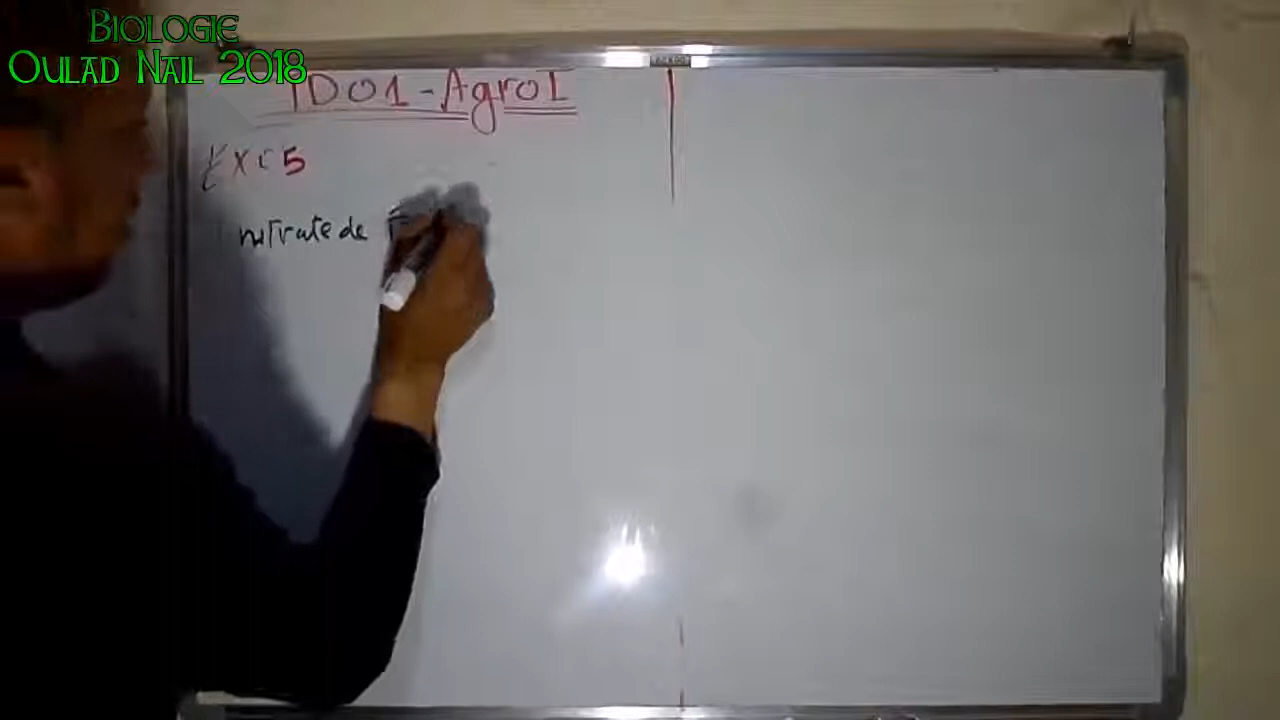 BIOLOGIE
OULAD NAIL 2018
TD01-AgroI
Exc 5
nitrate de